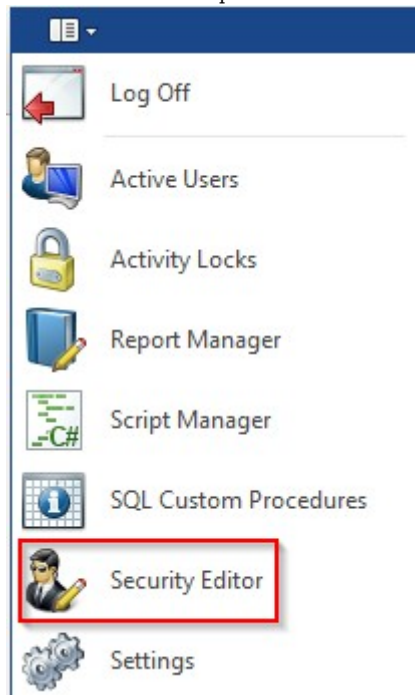 Log Off
Active Users
Activity Locks
Report Manager
Script Manager
C#
SQL Custom Procedures
Security Editor
Settings